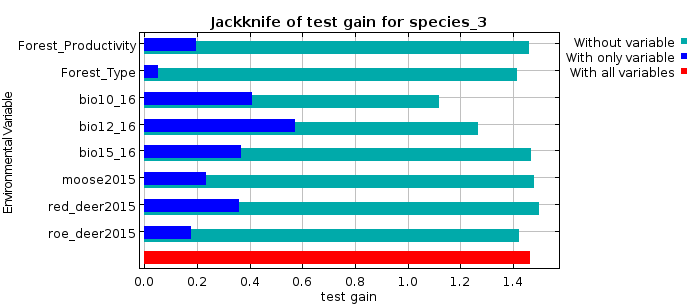 Jackknife of test gain for species_3
Environmental Variable
Forest_Productivity
Forest_Type
bio10_16
bio12_16
bio15_16
moose2015
red_deer2015
roe_deer2015
0.0 0.2 0.4 0.6 0.8 1.0 1.2 1.4
test gain
Without variable
With only variable
With all variables